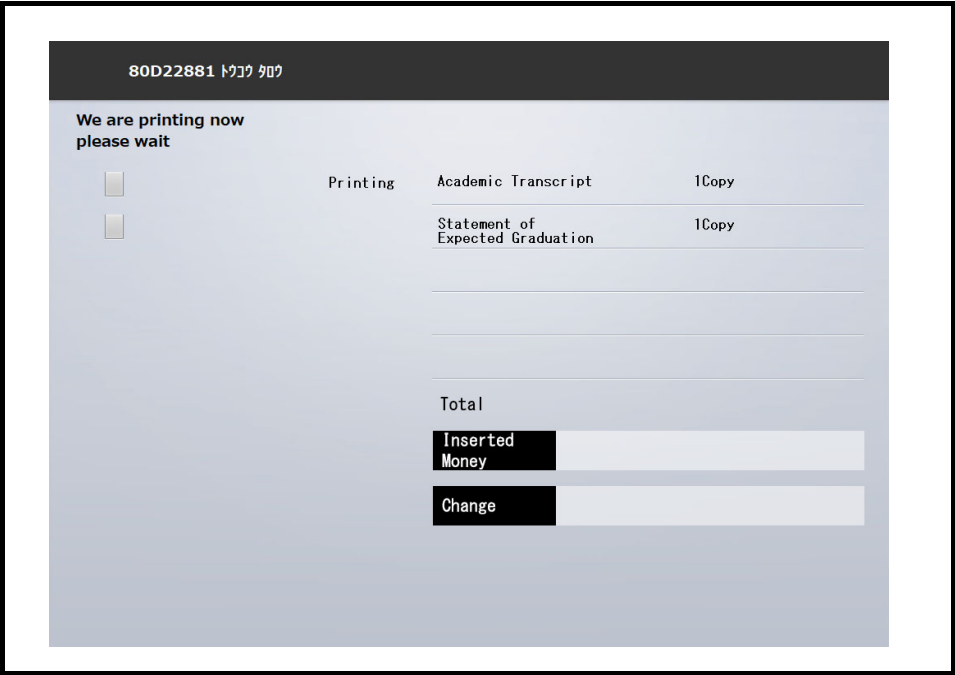 80D22881 ﾄｳｺｳ ﾀﾛｳ
We are printing now
please wait
Printing Academic Transcript 1Copy
Statement of 1Copy
Expected Graduation
Total
Inserted
Money
Change